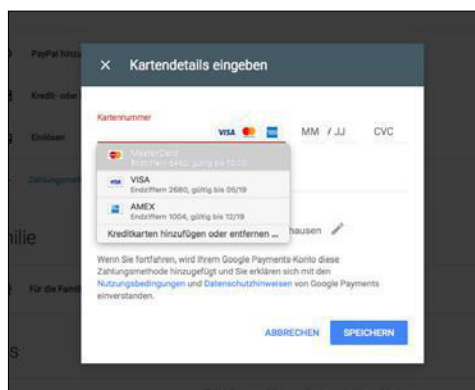 PayPal hinzu
Kartendetails eingeben
Kredit- oder
Kartennummer
VISA
MM / JJ
CVC
Einlösen
MasterCard
VISA
Endziffern 2680, gültig bis 05/19
AMEX
Endziffern 1004, gültig bis 12/19
Kreditkarten hinzufügen oder entfernen ...
hausen
Wenn Sie fortfahren, wird Ihrem Google Payments-Konto diese
Zahlungsmethode hinzugefügt und Sie erklären sich mit den
Nutzungsbedingungen und Datenschutzhinweisen von Google Payments
einverstanden.
Für die Famil
ABBRECHEN
SPEICHERN